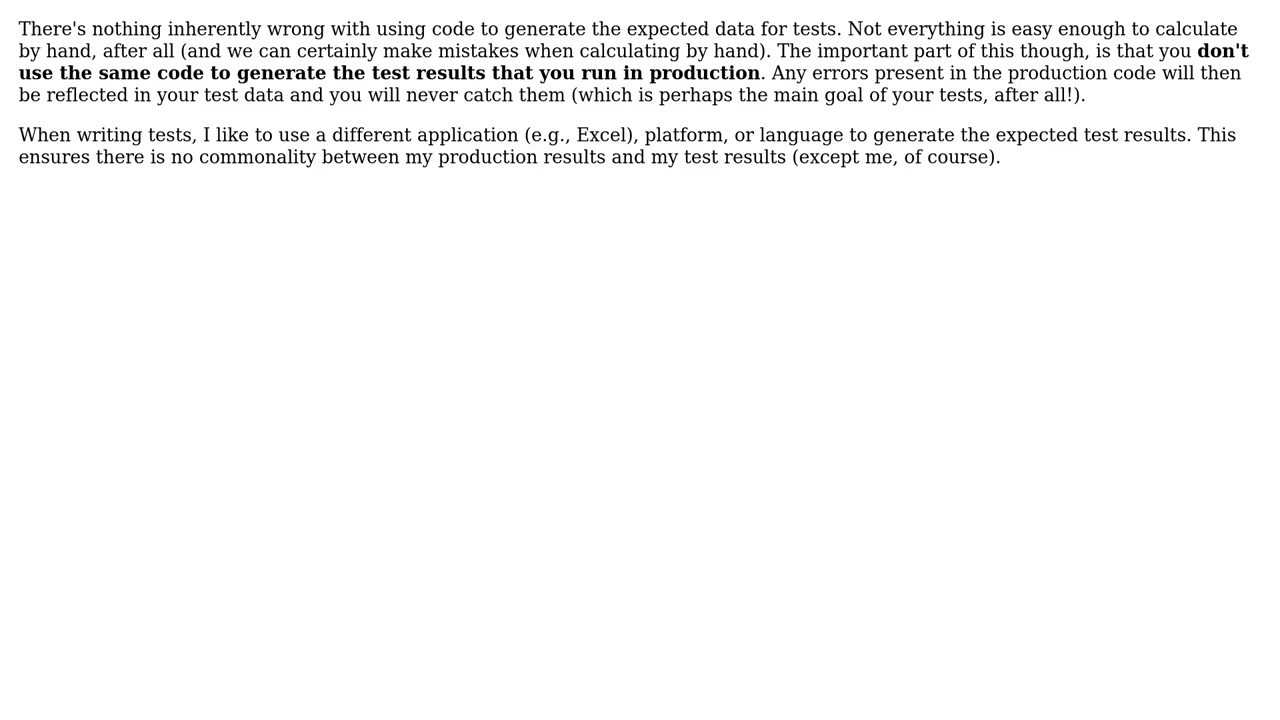 There's nothing inherently wrong with using code to generate the expected data for tests. Not everything is easy enough to calculate
by hand, after all (and we can certainly make mistakes when calculating by hand). The important part of this though, is that you don't
use the same code to generate the test results that you run in production. Any errors present in the production code will then
be reflected in your test data and you will never catch them (which is perhaps the main goal of your tests, after all!).
When writing tests, I like to use a different application (e.g., Excel), platform, or language to generate the expected test results. This
ensures there is no commonality between my production results and my test results (except me, of course).